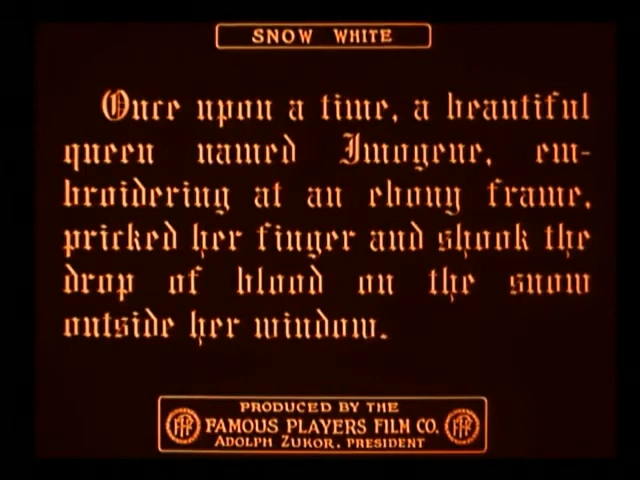 SNOW WHITE
Once upon a time, a beautiful
queen named Imogene, em-
broidering at an ebony frame,
pricked her finger and shook the
drop of blood on the snow
outside her window.
PRODUCED BY THE
FAMOUS PLAYERS FILM CO.
ADOLPH ZUKOR, PRESIDENT